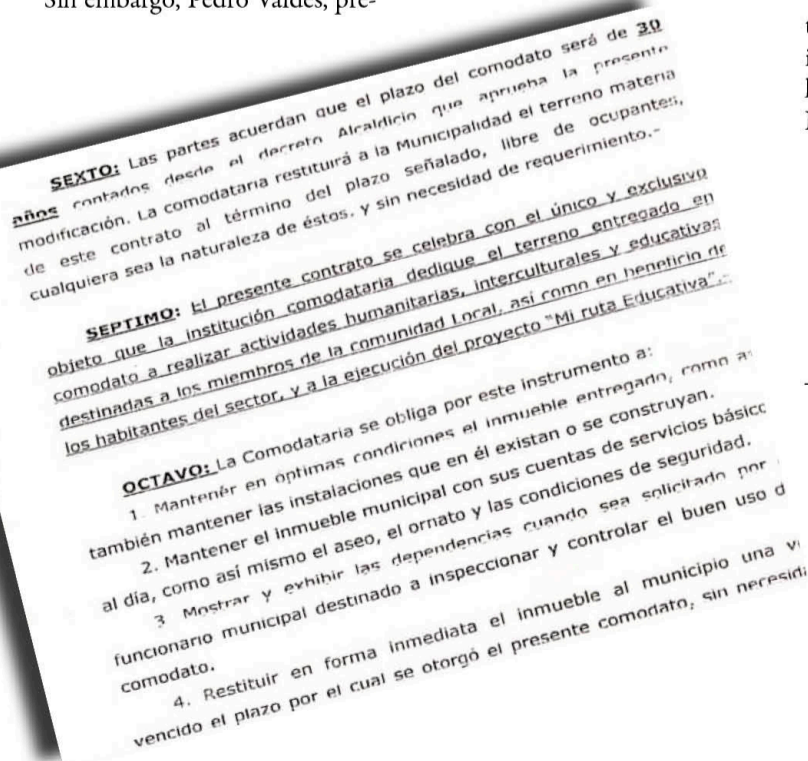 Sin embargo, Pedro Valdés, pre-
SEXTO: Las partes acuerdan que el plazo del comodato será de 30
años contados desde el decreto Alcaldicio que aprueba la presente
modificación. La comodataria restituirá a la Municipalidad el terreno materia
de este contrato al término del plazo señalado, libre de ocupantes,
cualquiera sea la naturaleza de éstos, y sin necesidad de requerimiento.-
SEPTIMO: El presente contrato se celebra con el único y exclusivo
objeto que la institución comodataria dedique el terreno entregado en
comodato a realizar actividades humanitarias, interculturales y educativas
destinadas a los miembros de la comunidad Local, así como en beneficio de
los habitantes del sector, y a la ejecución del proyecto "Mi ruta Educativa".-
OCTAVO: La Comodataria se obliga por este instrumento a:
1. Mantener en óptimas condiciones el inmueble entregado, como a
también mantener las instalaciones que en él existan o se construyan.
2. Mantener el inmueble municipal con sus cuentas de servicios básico
al día, como así mismo el aseo, el ornato y las condiciones de seguridad.
3 Mostrar y exhibir las dependencias cuando sea solicitado por
funcionario municipal destinado a inspeccionar y controlar el buen uso d
comodato.
4. Restituir en forma inmediata el inmueble al municipio una v
vencido el plazo por el cual se otorgó el presente comodato, sin necesid